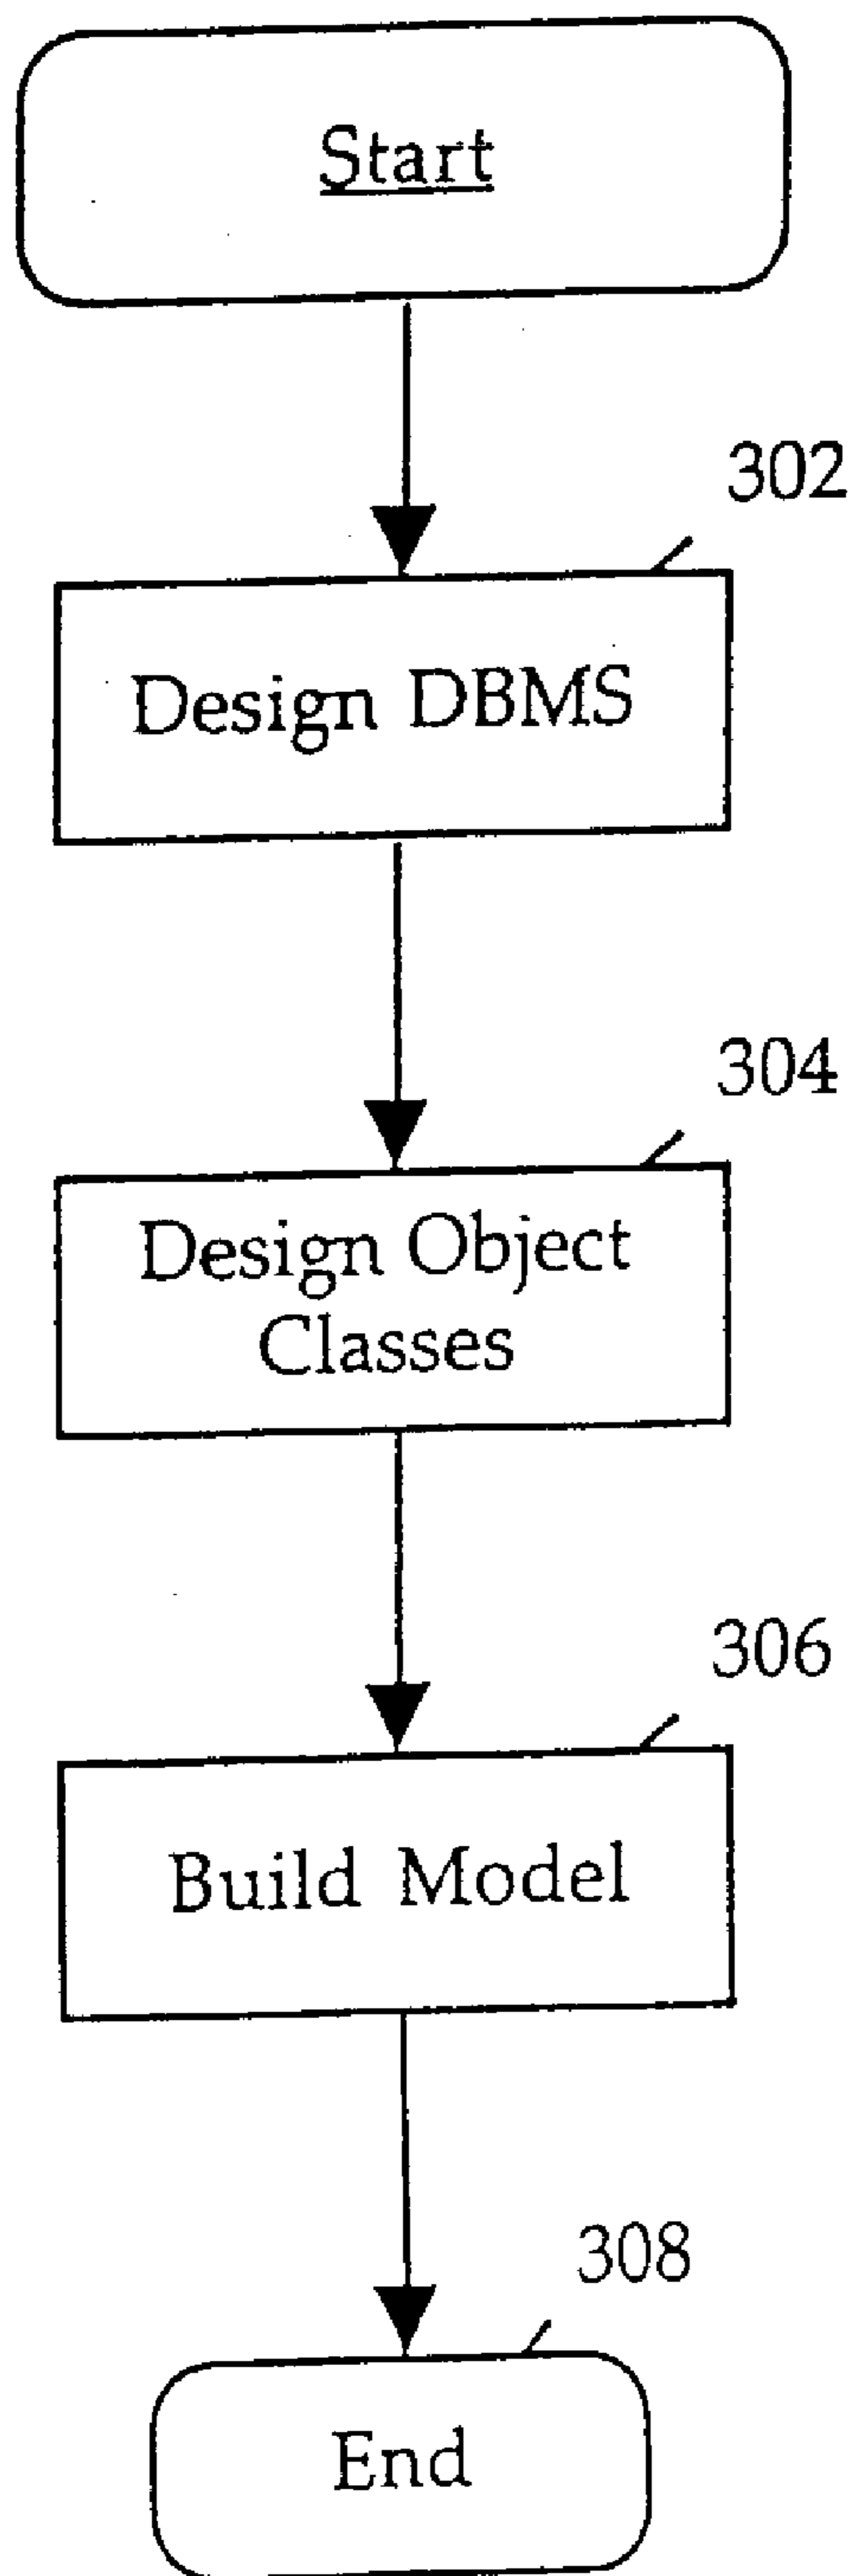 Start
302
Design DBMS
304
Design Object
Classes
306
Build Model
308
End